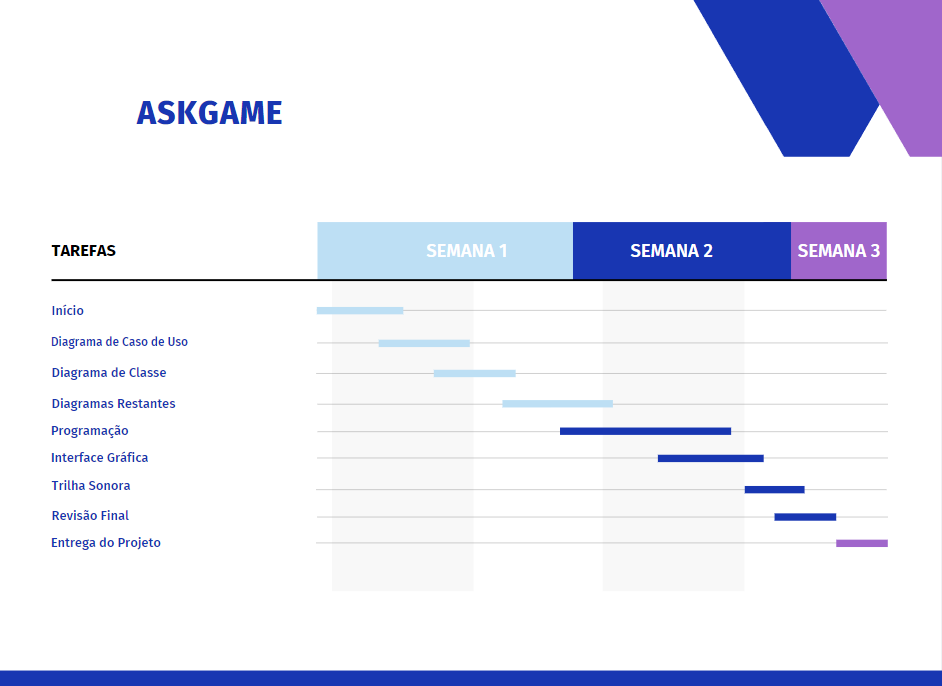 ASKGAME
TAREFAS SEMANA 1 SEMANA 2 SEMANA 3
Início
Diagrama de Caso de Uso
Diagrama de Classe
Diagramas Restantes
Programação
Interface Gráfica
Trilha Sonora
Revisão Final
Entrega do Projeto